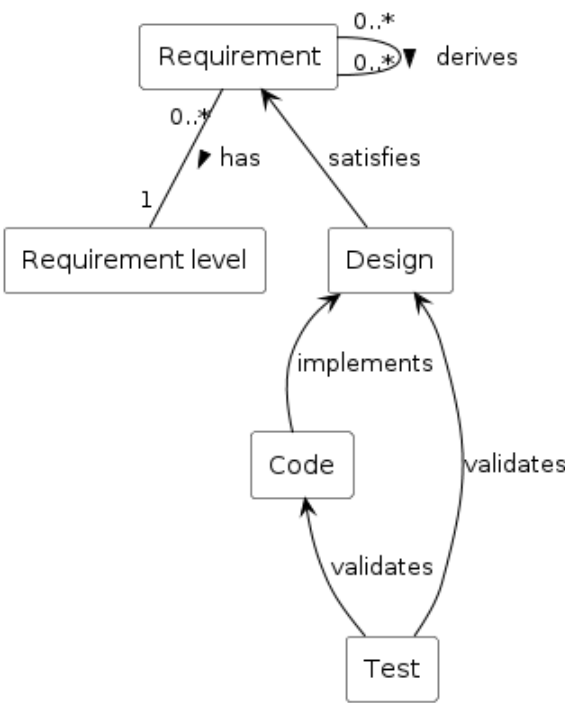 0..*
Requirement
0..*
derives
0..*
has
satisfies
1
Requirement level
Design
implements
Code
validates
validates
Test